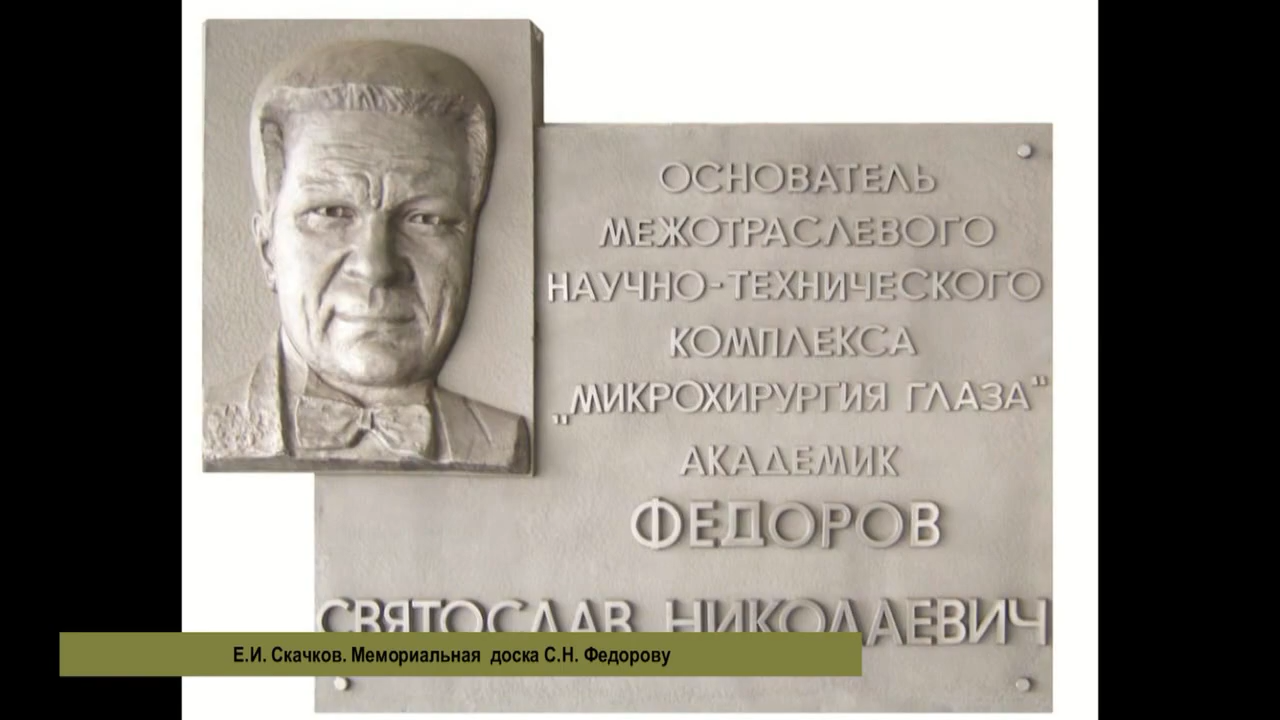 ОСНОВАТЕЛЬ
МЕЖОТРАСЛЕВОГО
НАУЧНО-ТЕХНИЧЕСКОГО
КОМПЛЕКСА
„МИКРОХИРУРГИЯ ГЛАЗА“
АКАДЕМИК
ФЕДОРОВ
СВЯТОСЛАВ НИКОЛАЕВИЧ
Е.И. Скачков. Мемориальная доска С.Н. Федорову